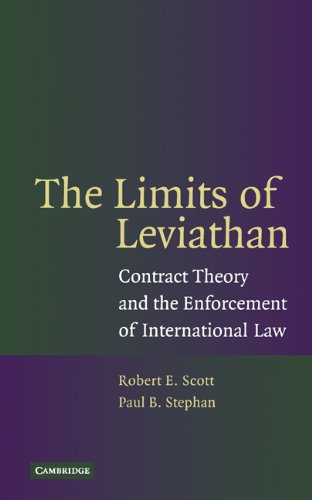 The Limits of
Leviathan
Contract Theory
and the Enforcement
of International Law
Robert E. Scott
Paul B. Stephan
CAMBRIDGE